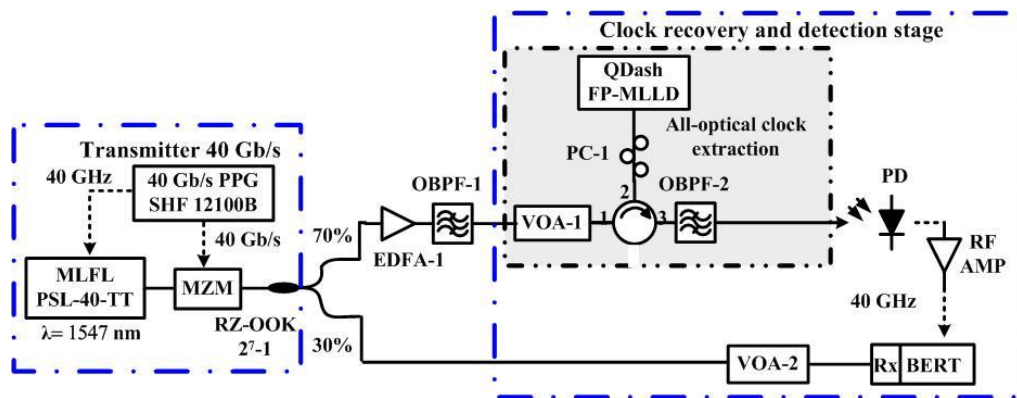 Clock recovery and detection stage
QDash
FP-MLLD
All-optical clock
extraction
PC-1
2
1
3
OBPF-2
VOA-1
PD
RF
AMP
40 GHz
Transmitter 40 Gb/s
40 GHz
40 Gb/s PPG
SHF 12100B
40 Gb/s
MLFL
PSL-40-TT
λ= 1547 nm
MZM
RZ-OOK
2⁷-1
70%
30%
EDFA-1
OBPF-1
VOA-2
Rx
BERT